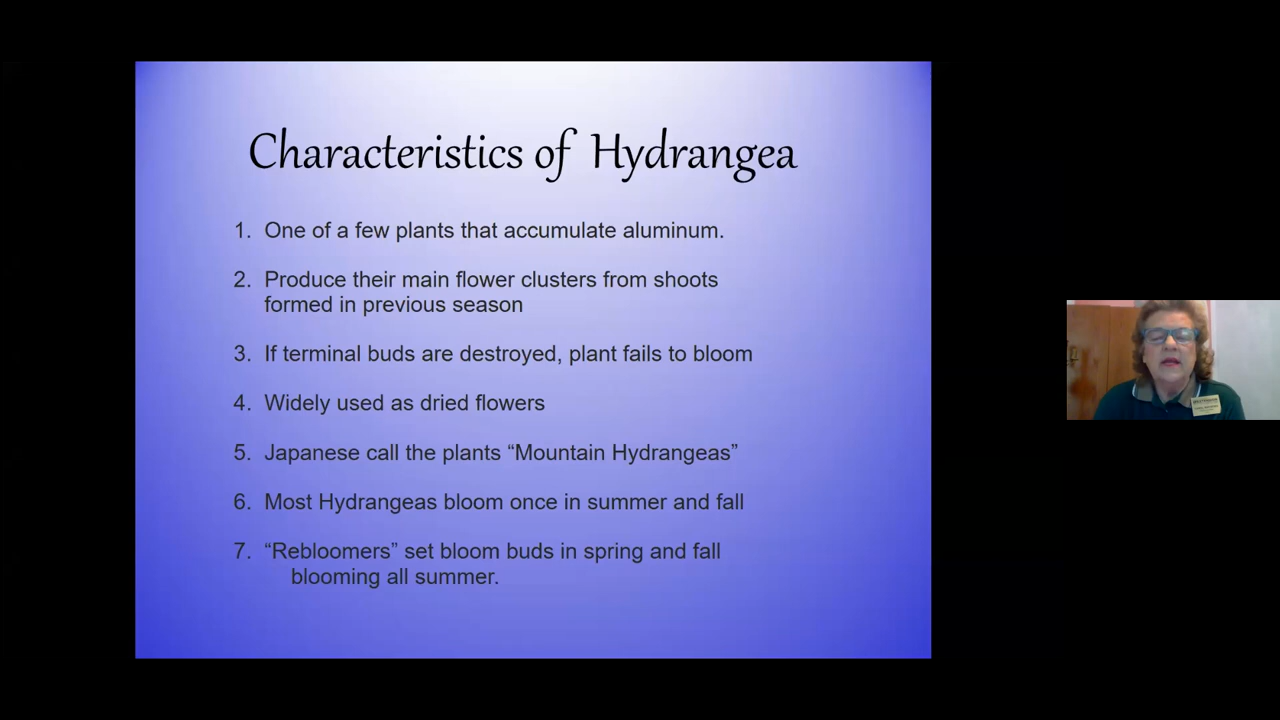 Characteristics of Hydrangea
1. One of a few plants that accumulate aluminum.
2. Produce their main flower clusters from shoots
formed in previous season
3. If terminal buds are destroyed, plant fails to bloom
4. Widely used as dried flowers
5. Japanese call the plants “Mountain Hydrangeas”
6. Most Hydrangeas bloom once in summer and fall
7. “Rebloomers” set bloom buds in spring and fall
blooming all summer.